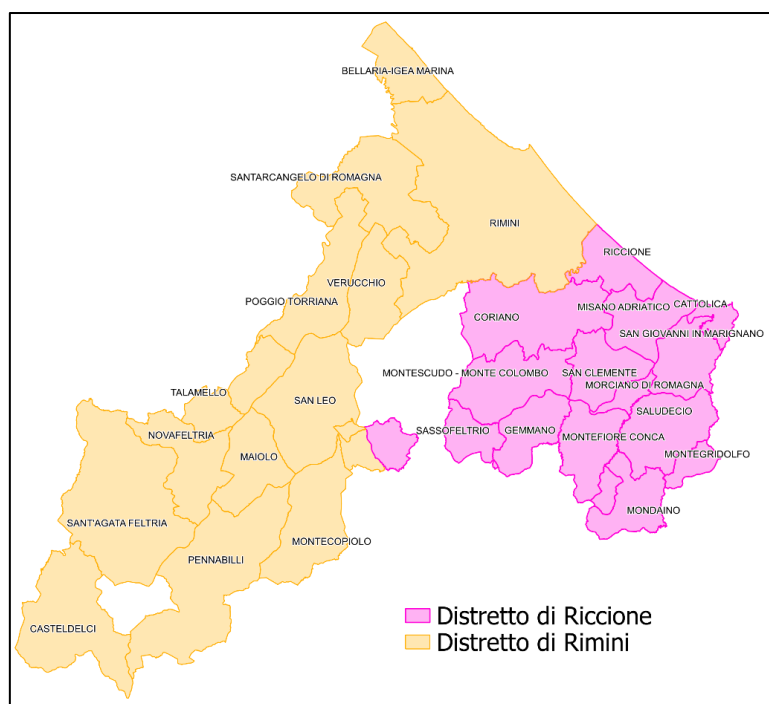 BELLARIA-IGEA MARINA
SANTARCANGELO DI ROMAGNA
RIMINI
RICCIONE
VERUCCHIO
POGGIO TORRIANA
MISANO ADRIATICO
CATTOLICA
CORIANO
SAN GIOVANNI IN MARIGNANO
MONTESCUDO - MONTE COLOMBO
SAN CLEMENTE
MORCIANO DI ROMAGNA
TALAMELLO
SAN LEO
SALUDECIO
SASSOFELTRIO
GEMMANO
NOVAFELTRIA
MONTEFIORE CONCA
MAIOLO
MONTEGRIDOLFO
MONDAINO
SANT'AGATA FELTRIA
MONTECOPIOLO
PENNABILLI
CASTELDELCI
Distretto di Riccione
Distretto di Rimini